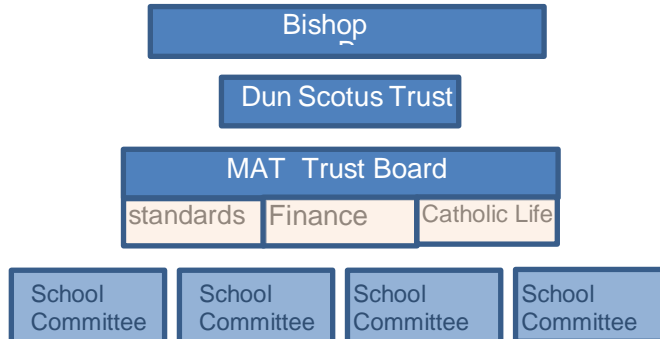 Bishop
Dun Scotus Trust
MAT Trust Board
standards Finance Catholic Life
School School School School
Committee Committee Committee Committee